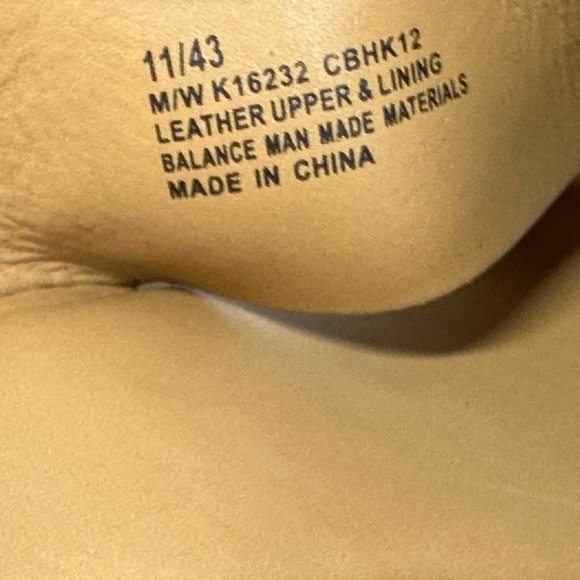 11/43
M/W K16232 CBHK12
LEATHER UPPER & LINING
BALANCE MAN MADE MATERIALS
MADE IN CHINA